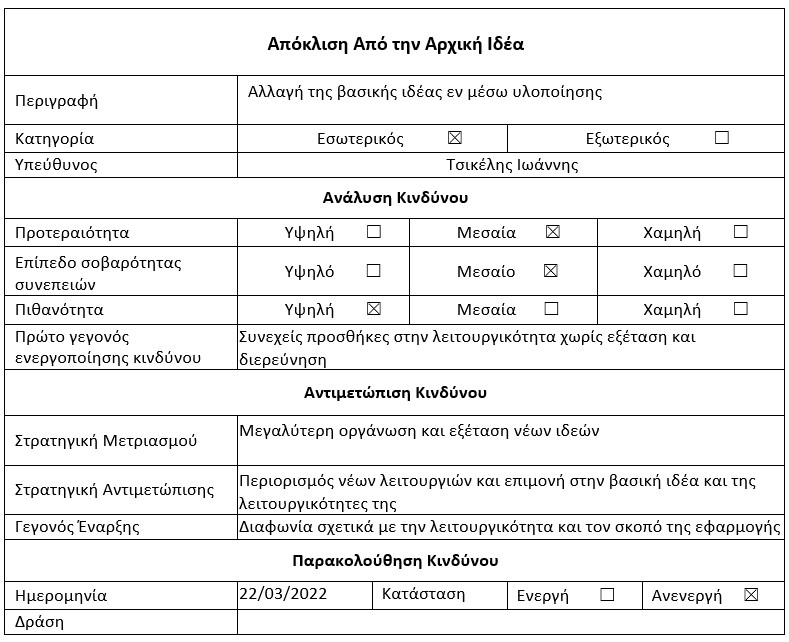 Απόκλιση Από την Αρχική Ιδέα
Περιγραφή Αλλαγή της βασικής ιδέας εν μέσω υλοποίησης
Κατηγορία Εσωτερικός ☒ Εξωτερικός ☐
Υπεύθυνος Τσικέλης Ιωάννης
Ανάλυση Κινδύνου
Προτεραιότητα Υψηλή ☐ Μεσαία ☒ Χαμηλή ☐
Επίπεδο σοβαρότητας
συνεπειών Υψηλό ☐ Μεσαίο ☒ Χαμηλό ☐
Πιθανότητα Υψηλή ☒ Μεσαία ☐ Χαμηλή ☐
Πρώτο γεγονός
ενεργοποίησης κινδύνου
Συνεχείς προσθήκες στην λειτουργικότητα χωρίς εξέταση και
διερεύνηση
Αντιμετώπιση Κινδύνου
Στρατηγική Μετριασμού Μεγαλύτερη οργάνωση και εξέταση νέων ιδεών
Στρατηγική Αντιμετώπισης Περιορισμός νέων λειτουργιών και επιμονή στην βασική ιδέα και της
λειτουργικότητες της
Γεγονός Έναρξης Διαφωνία σχετικά με την λειτουργικότητα και τον σκοπό της εφαρμογής
Παρακολούθηση Κινδύνου
Ημερομηνία 22/03/2022 Κατάσταση Ενεργή ☐ Ανενεργή ☒
Δράση